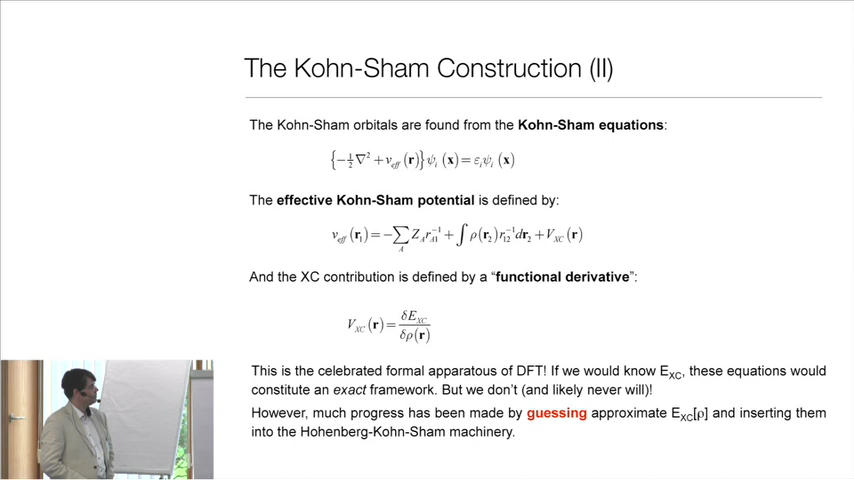 The Kohn-Sham Construction (II)
The Kohn-Sham orbitals are found from the Kohn-Sham equations:
{-½∇² + v_eff(r)}ψ_i(x) = ε_iψ_i(x)
The effective Kohn-Sham potential is defined by:
v_eff(r₁) = -∑_A Z_A r_A1⁻¹ + ∫ρ(r₂)r₁₂⁻¹dr₂ + V_XC(r)
And the XC contribution is defined by a “functional derivative”:
V_XC(r) = δE_XC / δρ(r)
This is the celebrated formal apparatous of DFT! If we would know E_XC, these equations would
constitute an exact framework. But we don’t (and likely never will)!
However, much progress has been made by guessing approximate E_XC[ρ] and inserting them
into the Hohenberg-Kohn-Sham machinery.